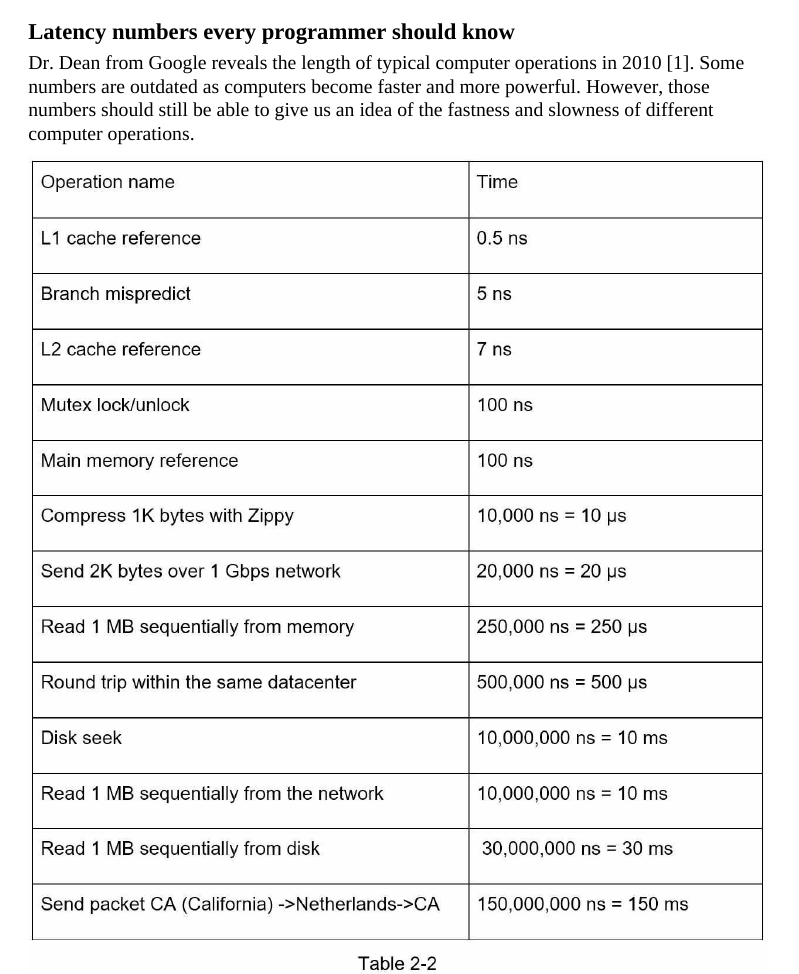 Latency numbers every programmer should know
Dr. Dean from Google reveals the length of typical computer operations in 2010 [1]. Some
numbers are outdated as computers become faster and more powerful. However, those
numbers should still be able to give us an idea of the fastness and slowness of different
computer operations.
Operation name Time
L1 cache reference 0.5 ns
Branch mispredict 5 ns
L2 cache reference 7 ns
Mutex lock/unlock 100 ns
Main memory reference 100 ns
Compress 1K bytes with Zippy 10,000 ns = 10 µs
Send 2K bytes over 1 Gbps network 20,000 ns = 20 µs
Read 1 MB sequentially from memory 250,000 ns = 250 µs
Round trip within the same datacenter 500,000 ns = 500 µs
Disk seek 10,000,000 ns = 10 ms
Read 1 MB sequentially from the network 10,000,000 ns = 10 ms
Read 1 MB sequentially from disk 30,000,000 ns = 30 ms
Send packet CA (California) ->Netherlands->CA 150,000,000 ns = 150 ms
Table 2-2